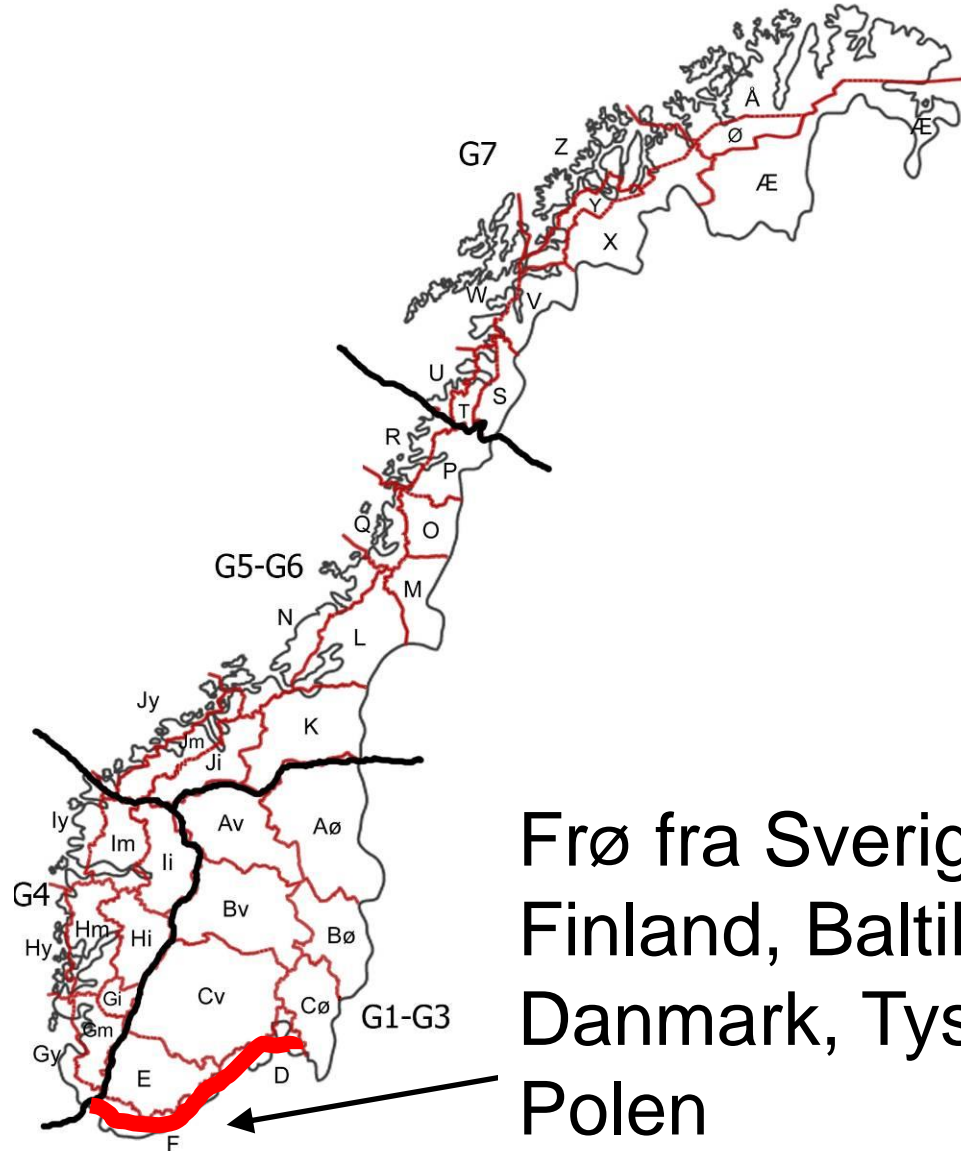 Å
Ø
Æ
Æ
Z
G7
Y
X
W
V
U
T
S
R
P
Q
O
G5-G6
M
N
L
Jy
K
Jm
Ji
Iy
Im
Ii
Av
Aø
G4
Bv
Hm
Hi
Hy
Bø
Gi
Cv
Cø
G1-G3
Gm
Gy
E
D
F
Frø fra Sverig
Finland, Balti
Danmark, Tys
Polen